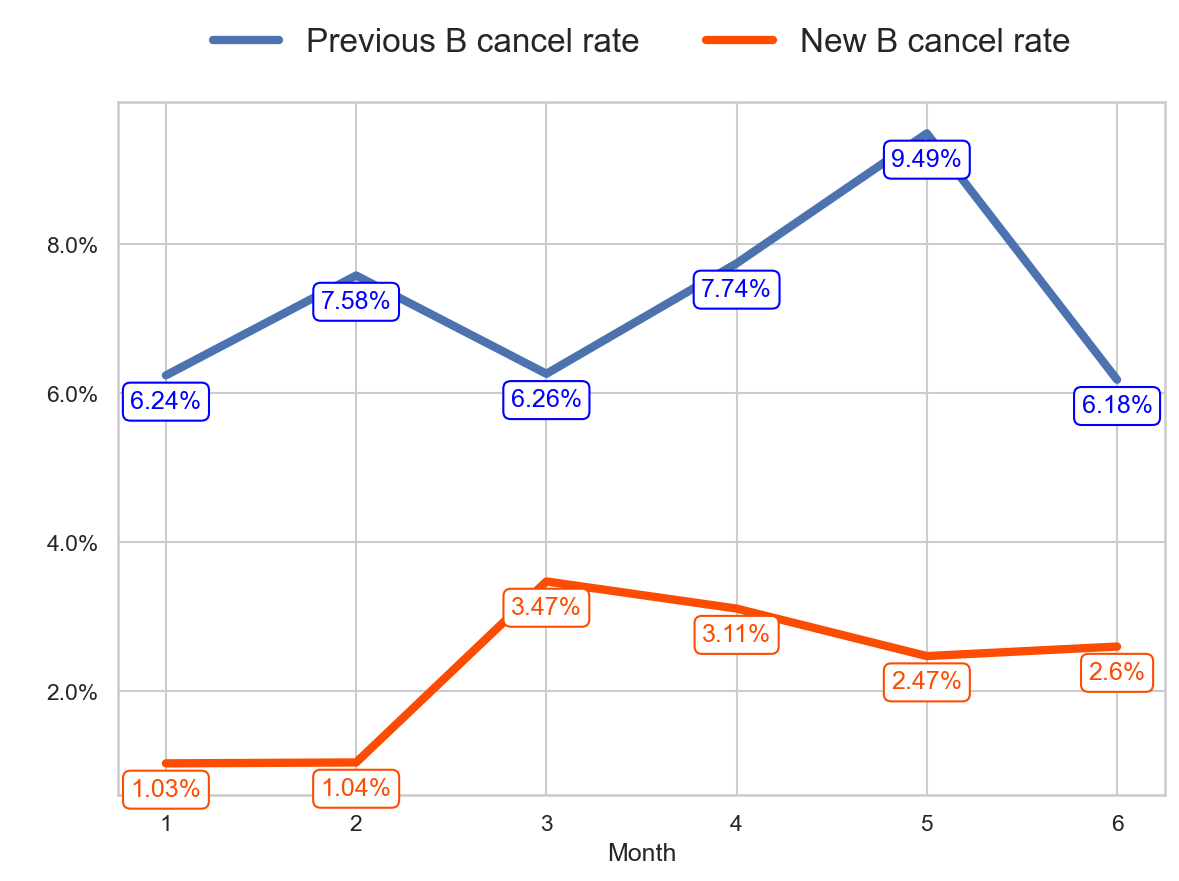 Previous B cancel rate New B cancel rate
9.49%
8.0%
7.74%
7.58%
6.24% 6.26% 6.18%
6.0%
4.0%
3.47%
3.11%
2.47% 2.6%
2.0%
1.03% 1.04%
1 2 3 4 5 6
Month